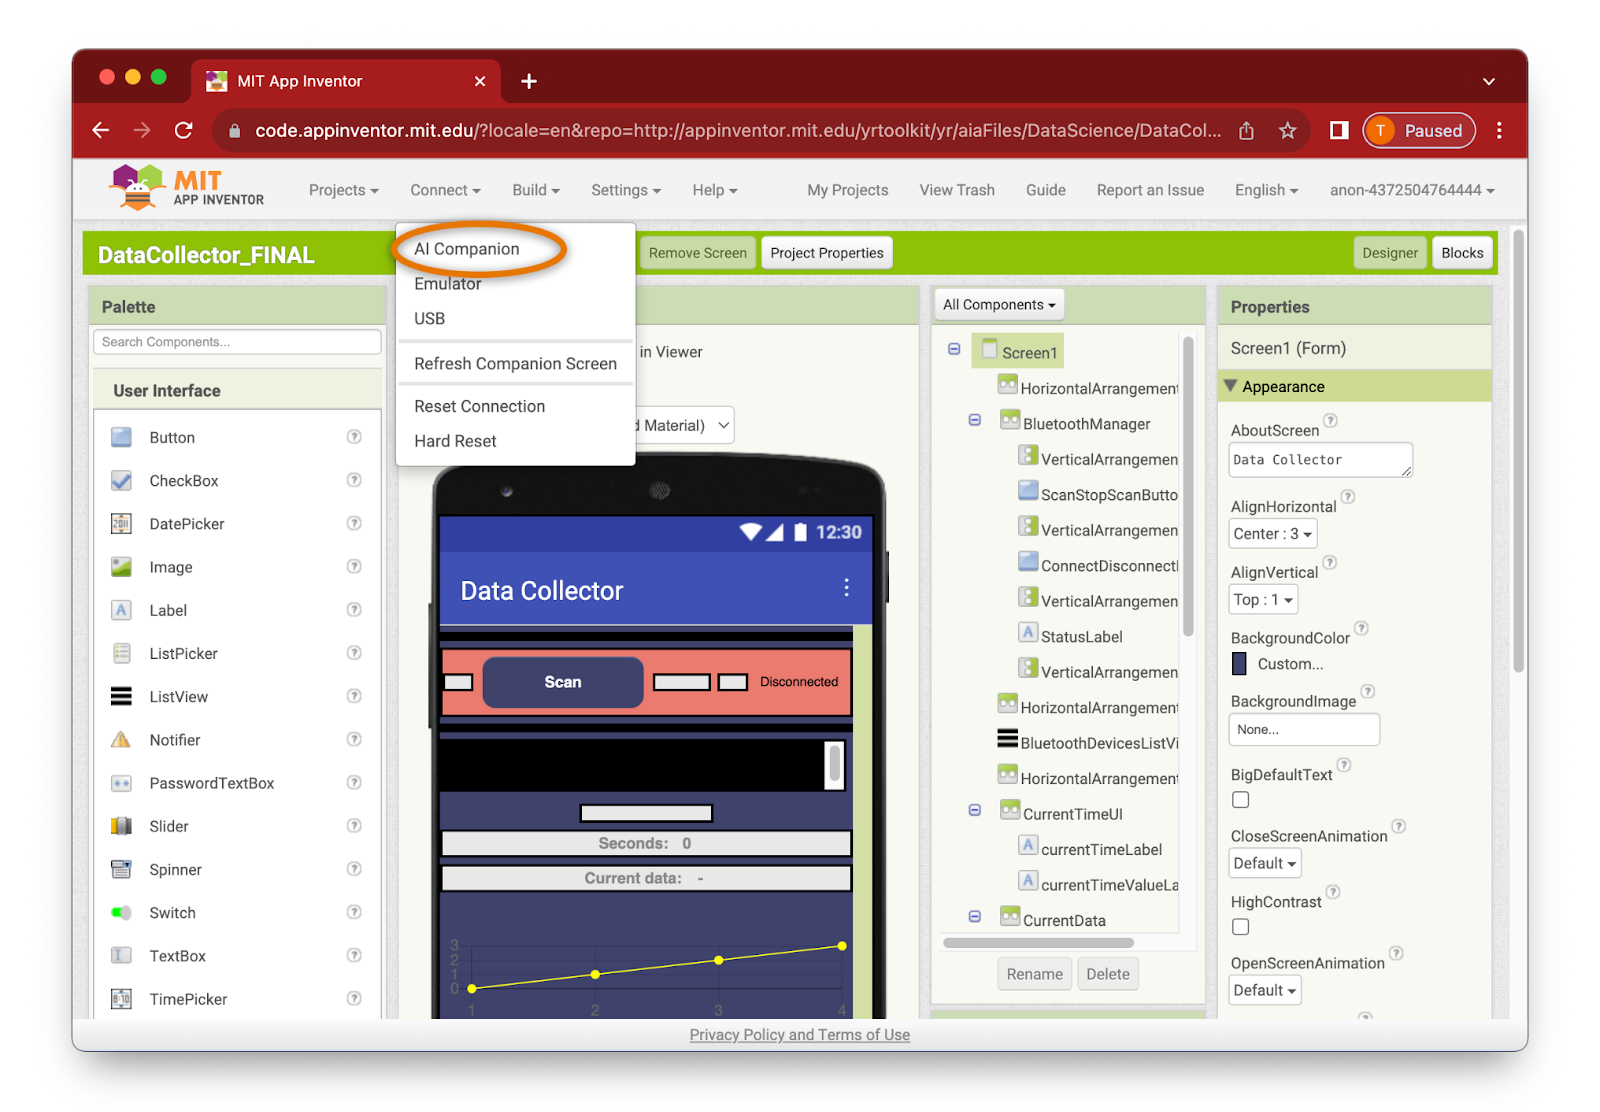 MIT App Inventor
code.appinventor.mit.edu/?locale=en&repo=http://appinventor.mit.edu/yrtoolkit/yr/aiaFiles/DataScience/DataCol...
T Paused
MIT
APP INVENTOR
Projects Connect Build Settings Help My Projects View Trash Guide Report an Issue English anon-4372504764444
DataCollector_FINAL
Remove Screen Project Properties Designer Blocks
AI Companion
Emulator
USB
Refresh Companion Screen
Reset Connection
Hard Reset
Palette
Search Components...
User Interface
Button ?
CheckBox ?
DatePicker ?
Image ?
Label ?
ListPicker ?
ListView ?
Notifier ?
PasswordTextBox ?
Slider ?
Spinner ?
Switch ?
TextBox ?
TimePicker ?
in Viewer
d Material)
12:30
Data Collector
Scan Disconnected
Seconds: 0
Current data: -
3
2
1
0
1 2 3 4
All Components
Screen1
HorizontalArrangement
BluetoothManager
VerticalArrangemen
ScanStopScanButto
VerticalArrangemen
ConnectDisconnect
VerticalArrangemen
StatusLabel
VerticalArrangemen
HorizontalArrangement
BluetoothDevicesListVi
HorizontalArrangement
CurrentTimeUI
currentTimeLabel
currentTimeValueLa
CurrentData
Rename Delete
Properties
Screen1 (Form)
Appearance
AboutScreen ?
Data Collector
AlignHorizontal ?
Center : 3
AlignVertical ?
Top : 1
BackgroundColor ?
Custom...
BackgroundImage ?
None...
BigDefaultText ?
CloseScreenAnimation ?
Default
HighContrast ?
OpenScreenAnimation ?
Default
Privacy Policy and Terms of Use